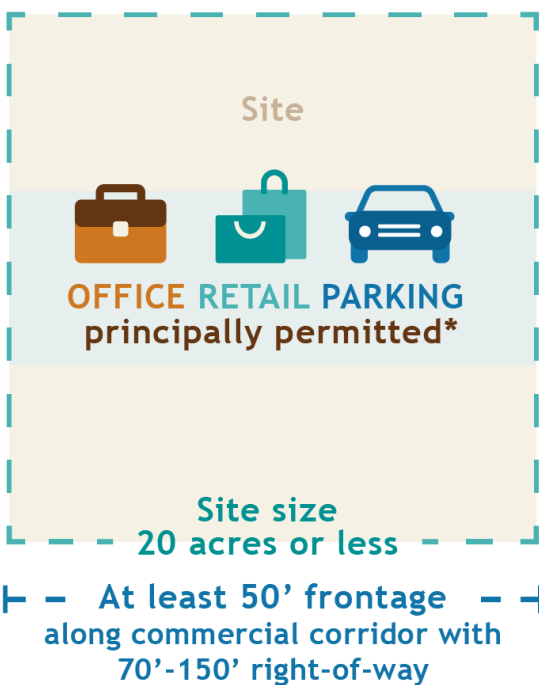 Site
OFFICE RETAIL PARKING
principally permitted*
Site size
20 acres or less
At least 50’ frontage
along commercial corridor with
70’-150’ right-of-way